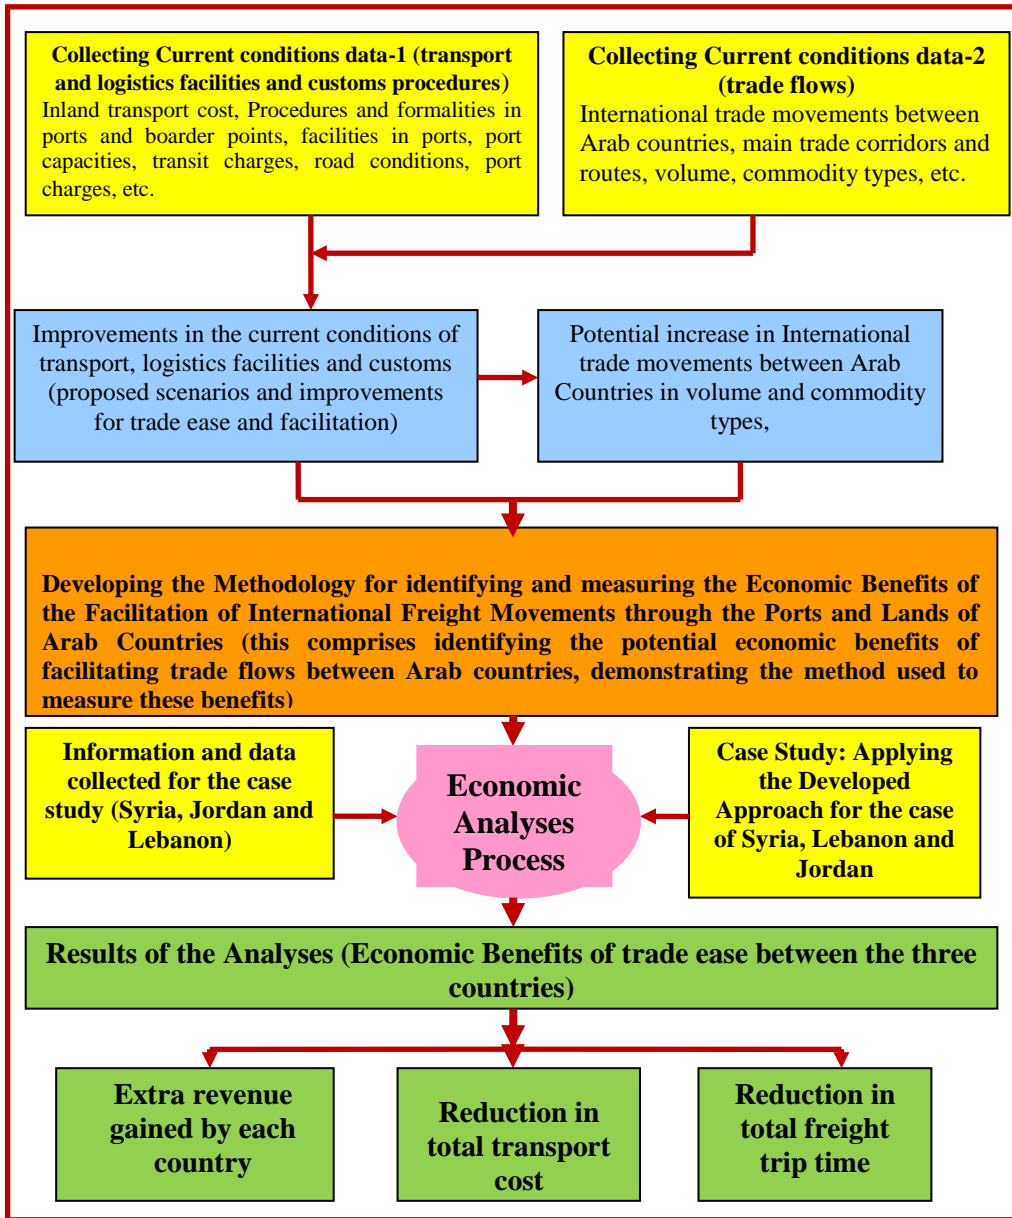 Collecting Current conditions data-1 (transport
and logistics facilities and customs procedures)
Inland transport cost, Procedures and formalities in
ports and boarder points, facilities in ports, port
capacities, transit charges, road conditions, port
charges, etc.
Collecting Current conditions data-2
(trade flows)
International trade movements between
Arab countries, main trade corridors and
routes, volume, commodity types, etc.
Improvements in the current conditions of
transport, logistics facilities and customs
(proposed scenarios and improvements
for trade ease and facilitation)
Potential increase in International
trade movements between Arab
Countries in volume and commodity
types,
Developing the Methodology for identifying and measuring the Economic Benefits of
the Facilitation of International Freight Movements through the Ports and Lands of
Arab Countries (this comprises identifying the potential economic benefits of
facilitating trade flows between Arab countries, demonstrating the method used to
measure these benefits)
Information and data
collected for the case
study (Syria, Jordan and
Lebanon)
Economic
Analyses
Process
Case Study: Applying
the Developed
Approach for the case
of Syria, Lebanon and
Jordan
Results of the Analyses (Economic Benefits of trade ease between the three
countries)
Extra revenue
gained by each
country
Reduction in
total transport
cost
Reduction in
total freight
trip time